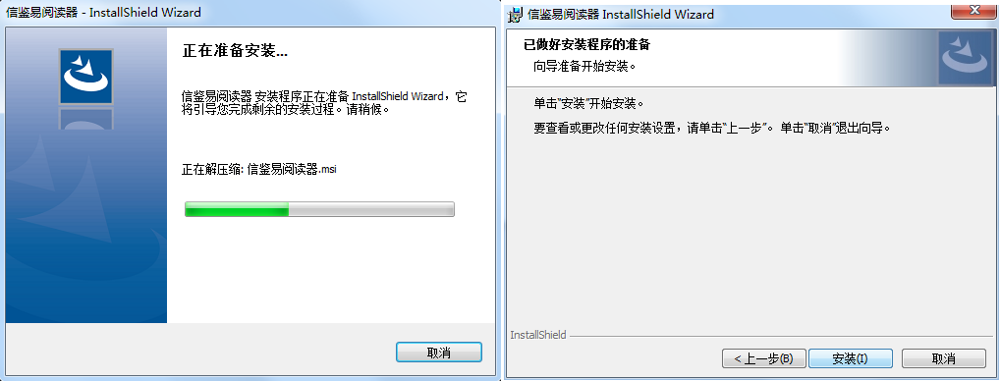 信鉴易阅读器 - InstallShield Wizard
正在准备安装...
信鉴易阅读器 安装程序正在准备 InstallShield Wizard，它
将引导您完成剩余的安装过程。请稍候。
正在解压缩: 信鉴易阅读器.msi
取消
信鉴易阅读器 InstallShield Wizard
已做好安装程序的准备
向导准备开始安装。
单击“安装”开始安装。
要查看或更改任何安装设置，请单击“上一步”。 单击“取消”退出向导。
InstallShield
< 上一步(B)
安装(I)
取消